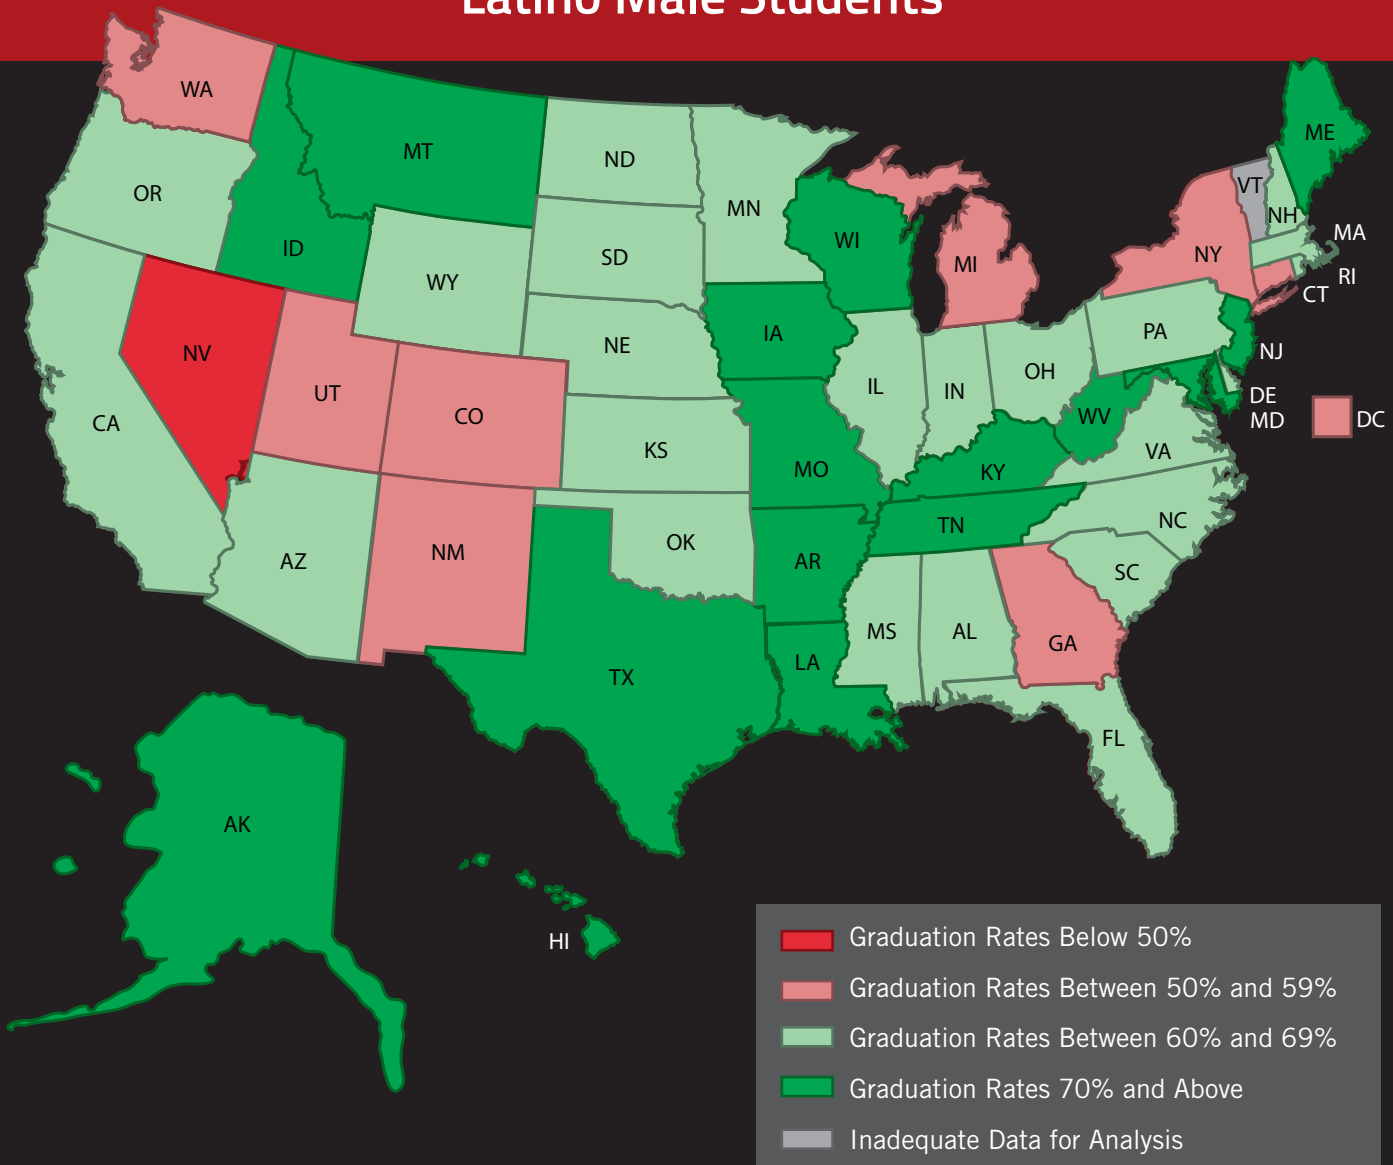 Latino Male Students
WA
MT
ME
ND
OR
VT
MN
NH
MA
WI
ID
NY
SD
MI
RI
WY
CT
PA
IA
NE
NJ
NV
OH
IL
IN
UT
DE
CO
WV
MD
DC
CA
KS
VA
MO
KY
NC
TN
OK
NM
AZ
AR
SC
MS
AL
GA
LA
TX
FL
AK
HI
Graduation Rates Below 50%
Graduation Rates Between 50% and 59%
Graduation Rates Between 60% and 69%
Graduation Rates 70% and Above
Inadequate Data for Analysis